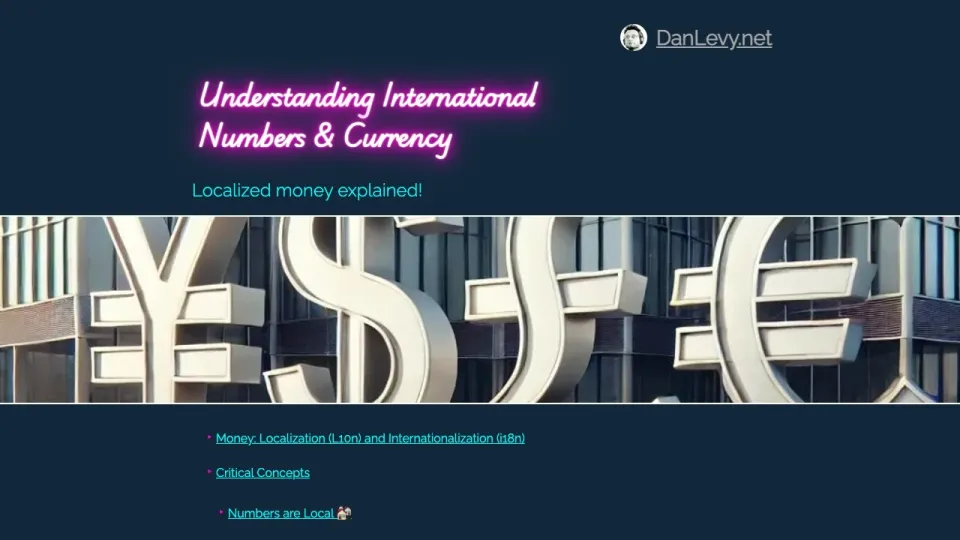 DanLevy.net
Understanding International
Numbers & Currency
Localized money explained!
¥$ƒ€
Money: Localization (L10n) and Internationalization (i18n)
Critical Concepts
Numbers are Local